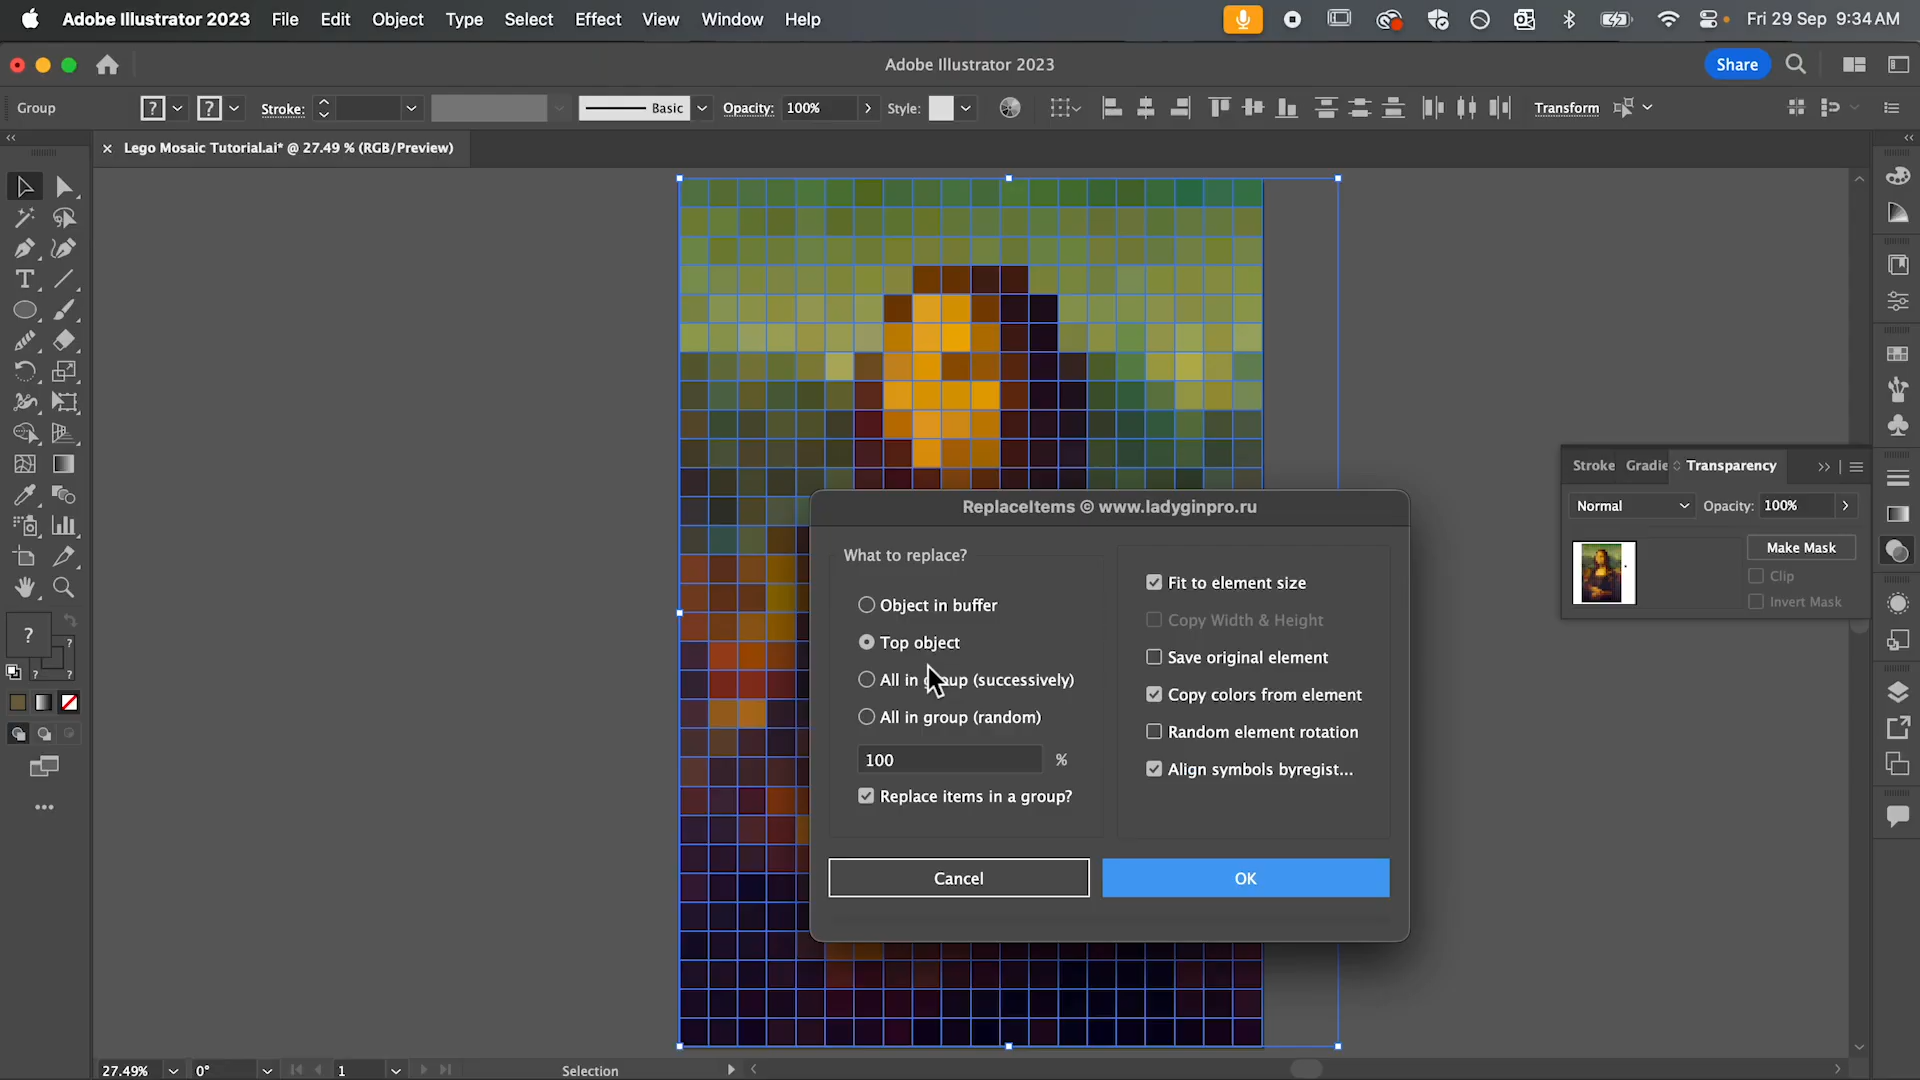 Adobe Illustrator 2023 File Edit Object Type Select Effect View Window Help Fri 29 Sep 9:34 AM
Adobe Illustrator 2023 Share
Group ? ? Stroke: Basic Opacity: 100% Style: Transform
Lego Mosaic Tutorial.ai* @ 27.49 % (RGB/Preview)
Stroke Gradie Transparency
Normal Opacity: 100%
Make Mask
Clip
Invert Mask
ReplaceItems © www.ladyginpro.ru
What to replace?
Object in buffer
Top object
All in group (successively)
All in group (random)
100 %
Replace items in a group?
Fit to element size
Copy Width & Height
Save original element
Copy colors from element
Random element rotation
Align symbols byregist...
Cancel OK
? ? ? ?
27.49% 0° 1 Selection